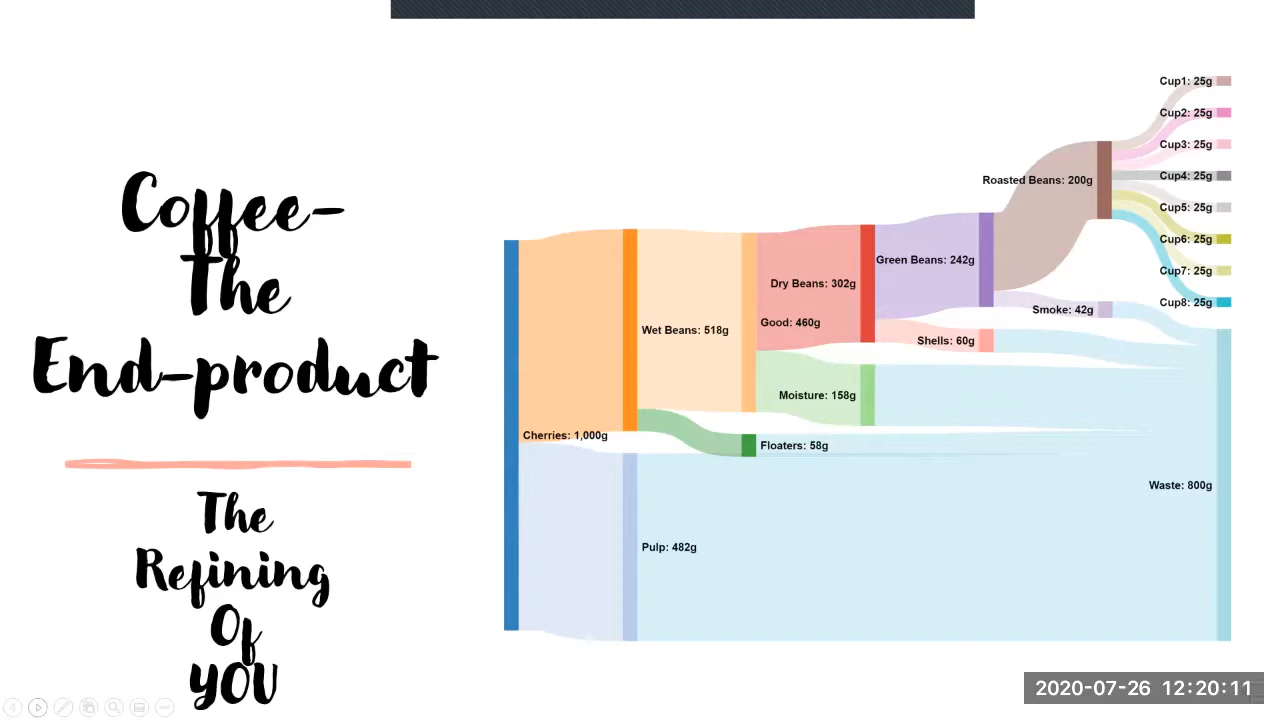 Coffee-
The
End-product
The
Refining
Of
YOU
Cup1: 25g
Cup2: 25g
Cup3: 25g
Cup4: 25g
Cup5: 25g
Cup6: 25g
Cup7: 25g
Cup8: 25g
Roasted Beans: 200g
Green Beans: 242g
Smoke: 42g
Dry Beans: 302g
Good: 460g
Shells: 60g
Wet Beans: 518g
Moisture: 158g
Cherries: 1,000g
Floaters: 58g
Waste: 800g
Pulp: 482g
2020-07-26 12:20:11